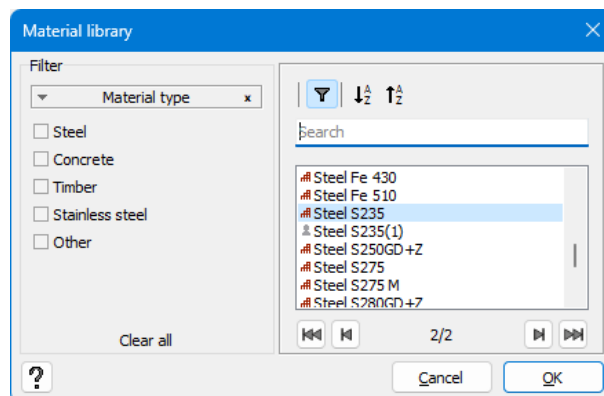 Material library
Filter
Material type x
Steel
Concrete
Timber
Stainless steel
Other
Clear all
A
Z
A
Z
Search
Steel Fe 430
Steel Fe 510
Steel S235
Steel S235(1)
Steel S250GD+Z
Steel S275
Steel S275 M
Steel S280GD+Z
2/2
?
Cancel
OK